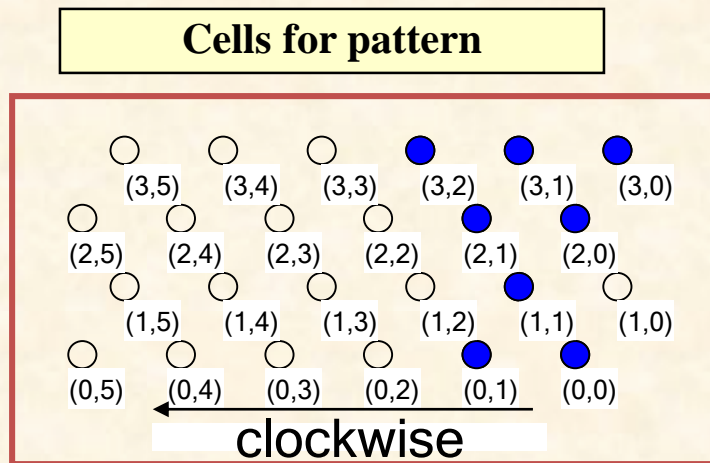 Cells for pattern
(3,5) (3,4) (3,3) (3,2) (3,1) (3,0)
(2,5) (2,4) (2,3) (2,2) (2,1) (2,0)
(1,5) (1,4) (1,3) (1,2) (1,1) (1,0)
(0,5) (0,4) (0,3) (0,2) (0,1) (0,0)
clockwise